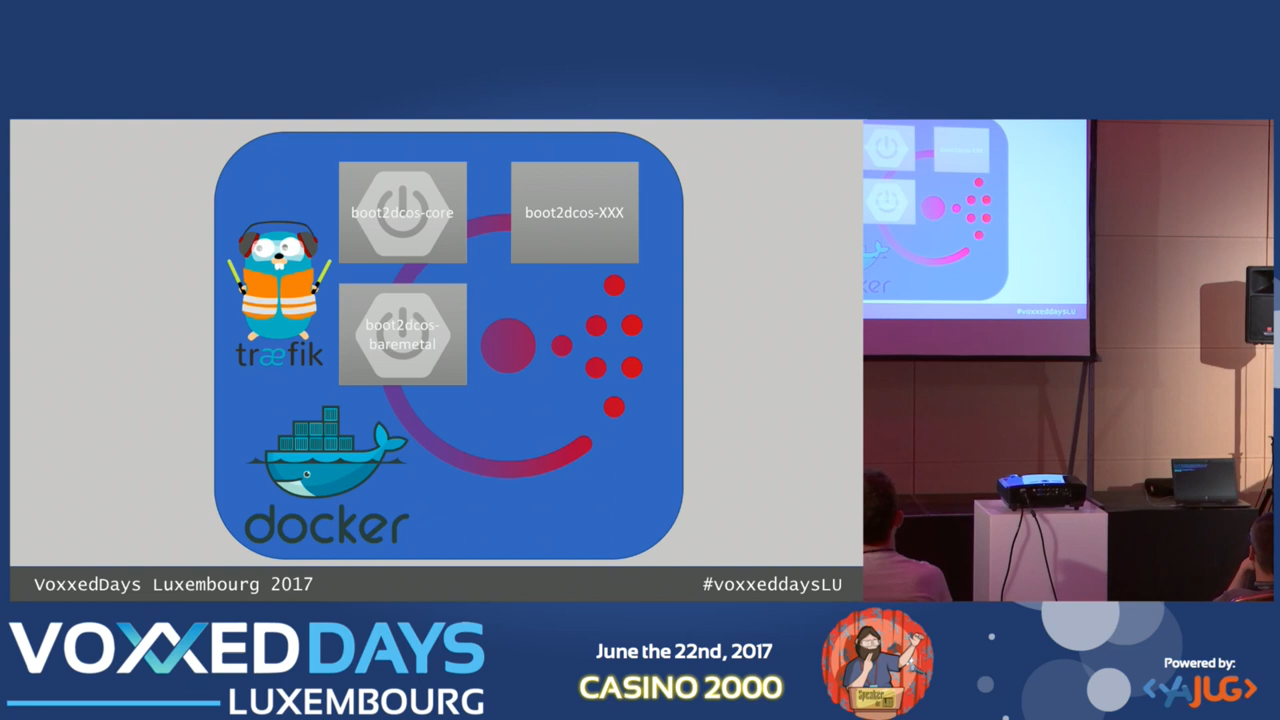 boot2dcos-core
boot2dcos-XXX
boot2dcos-
baremetal
træfik
docker
VoxxedDays Luxembourg 2017
#voxxeddaysLU
#voxxeddaysLU
VOXXED DAYS
LUXEMBOURG
June the 22nd, 2017
CASINO 2000
Powered by:
<YAJUG>